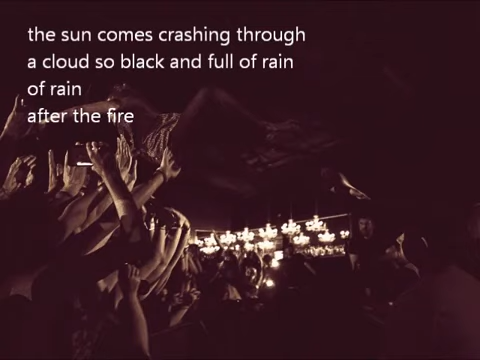 the sun comes crashing through
a cloud so black and full of rain
of rain
after the fire